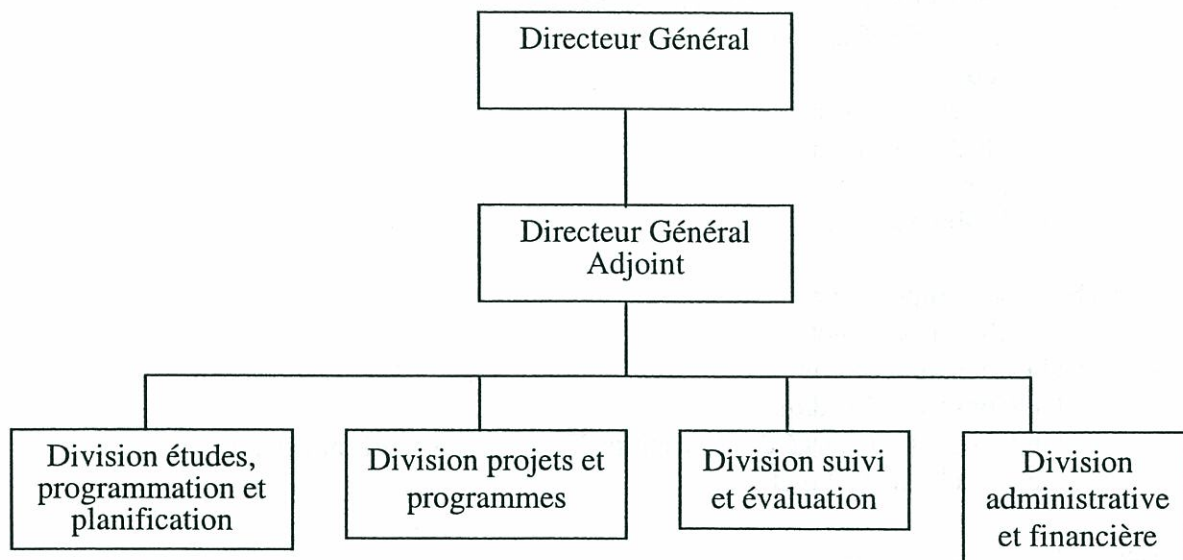 Directeur Général
Directeur Général
Adjoint
Division études,
programmation et
planification
Division projets et
programmes
Division suivi
et évaluation
Division
administrative
et financière